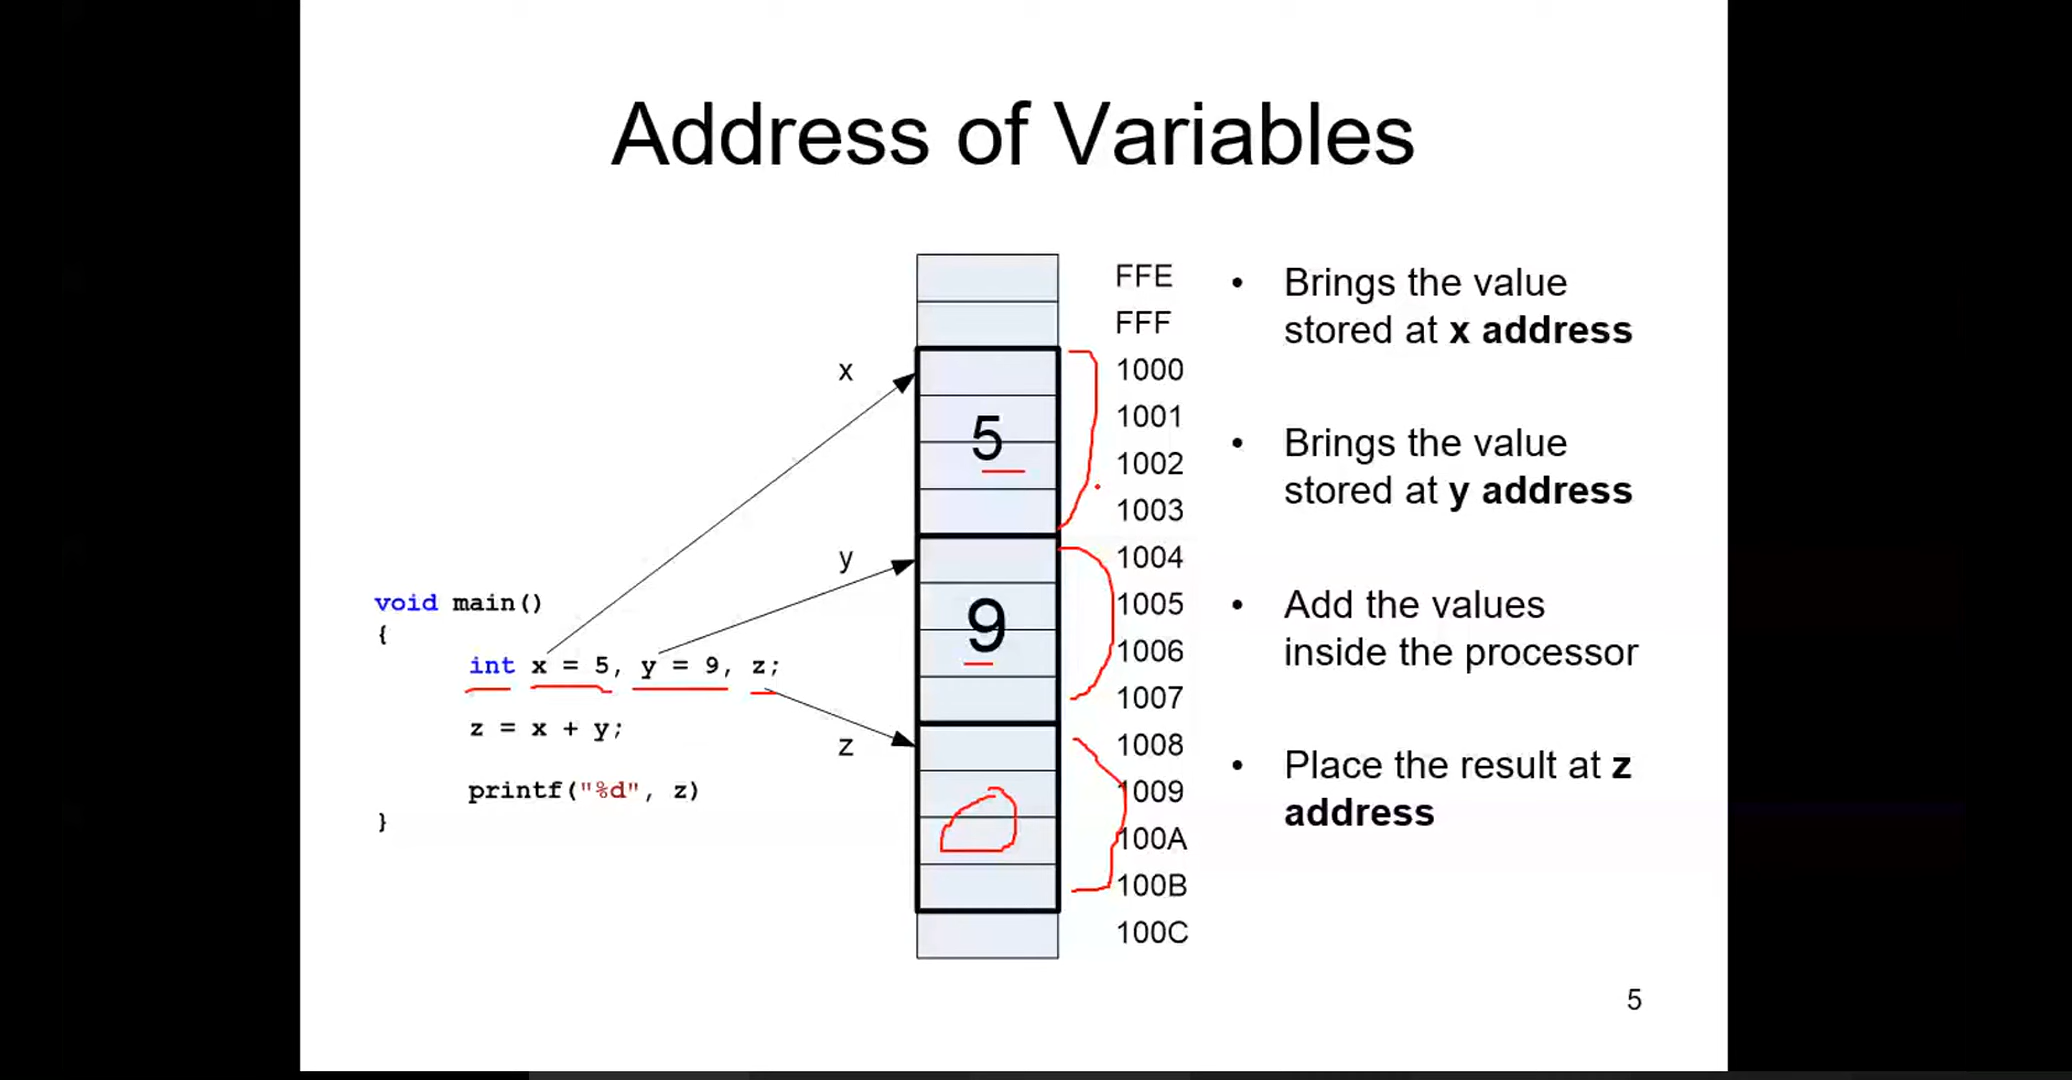 Address of Variables
void main()
{
int x = 5, y = 9, z;
z = x + y;
printf("%d", z)
}
x
y
z
5
9
FFE
FFF
1000
1001
1002
1003
1004
1005
1006
1007
1008
1009
100A
100B
100C
• Brings the value
stored at x address
• Brings the value
stored at y address
• Add the values
inside the processor
• Place the result at z
address
5